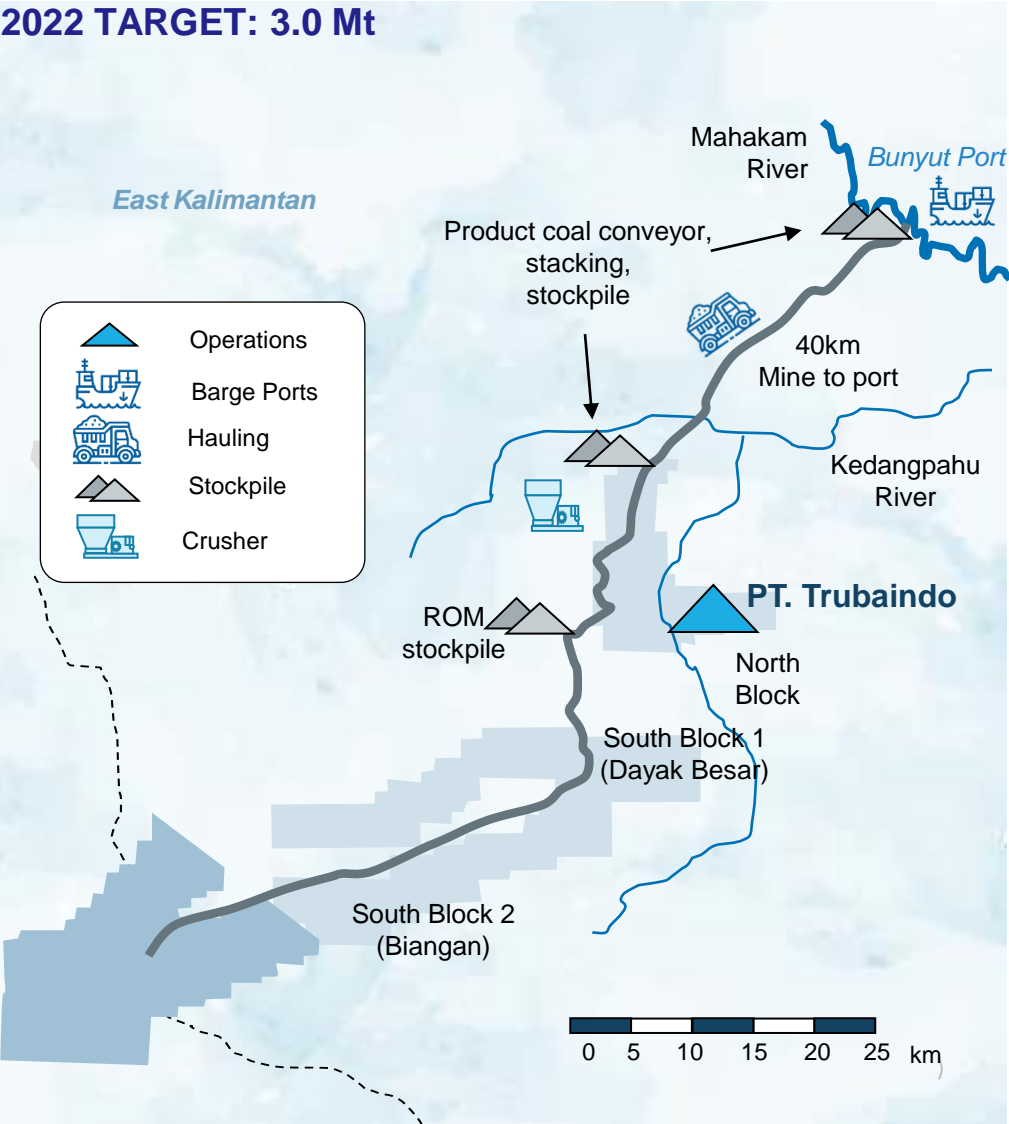 2022 TARGET: 3.0 Mt
Mahakam
River
Bunyut Port
East Kalimantan
Product coal conveyor,
stacking,
stockpile
Operations
Barge Ports
Hauling
Stockpile
Crusher
40km
Mine to port
Kedangpahu
River
PT. Trubaindo
ROM
stockpile
North
Block
South Block 1
(Dayak Besar)
South Block 2
(Biangan)
0 5 10 15 20 25 km